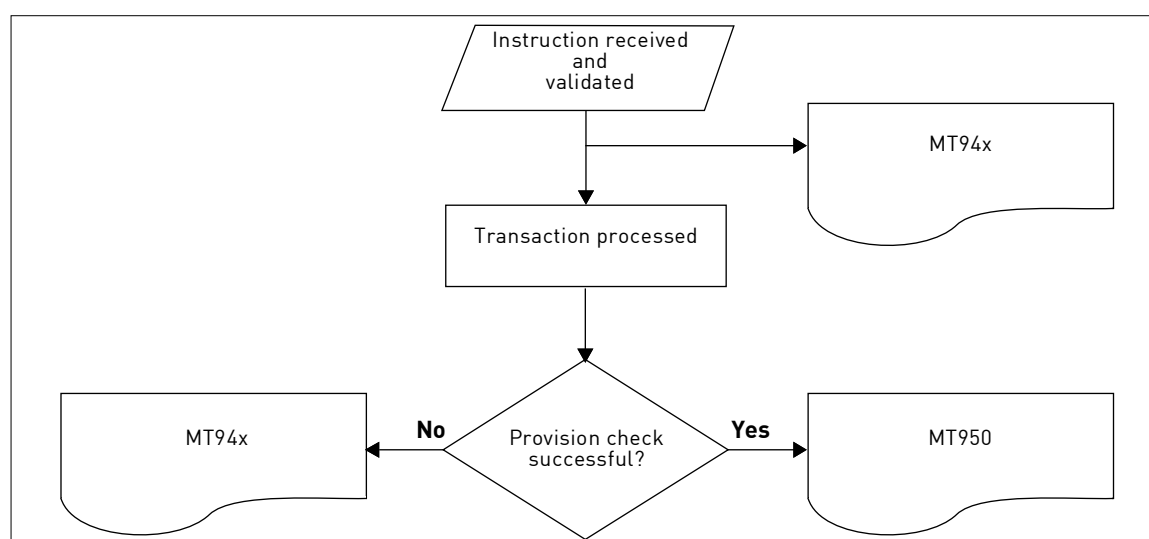 Instruction received
and
validated
MT94x
Transaction processed
MT94x
No
Provision check
successful?
Yes
MT950